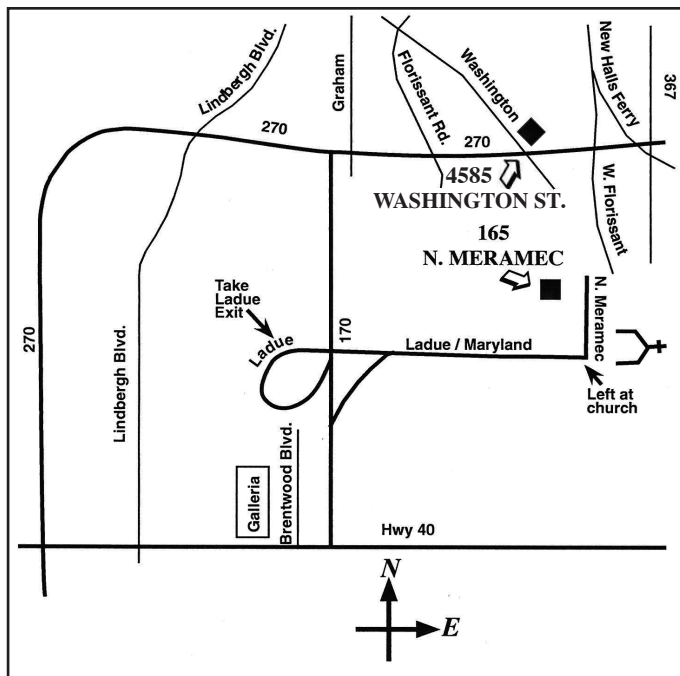 Lindbergh Blvd.
Graham
Florissant Rd.
Washington
New Halls Ferry
367
270
270
4585
WASHINGTON ST.
W. Florissant
165
N. MERAMEC
Take
Ladue
Exit
N. Meramec
270
Lindbergh Blvd.
Ladue
170
Ladue / Maryland
Left at
church
Galleria
Brentwood Blvd.
Hwy 40
N
E